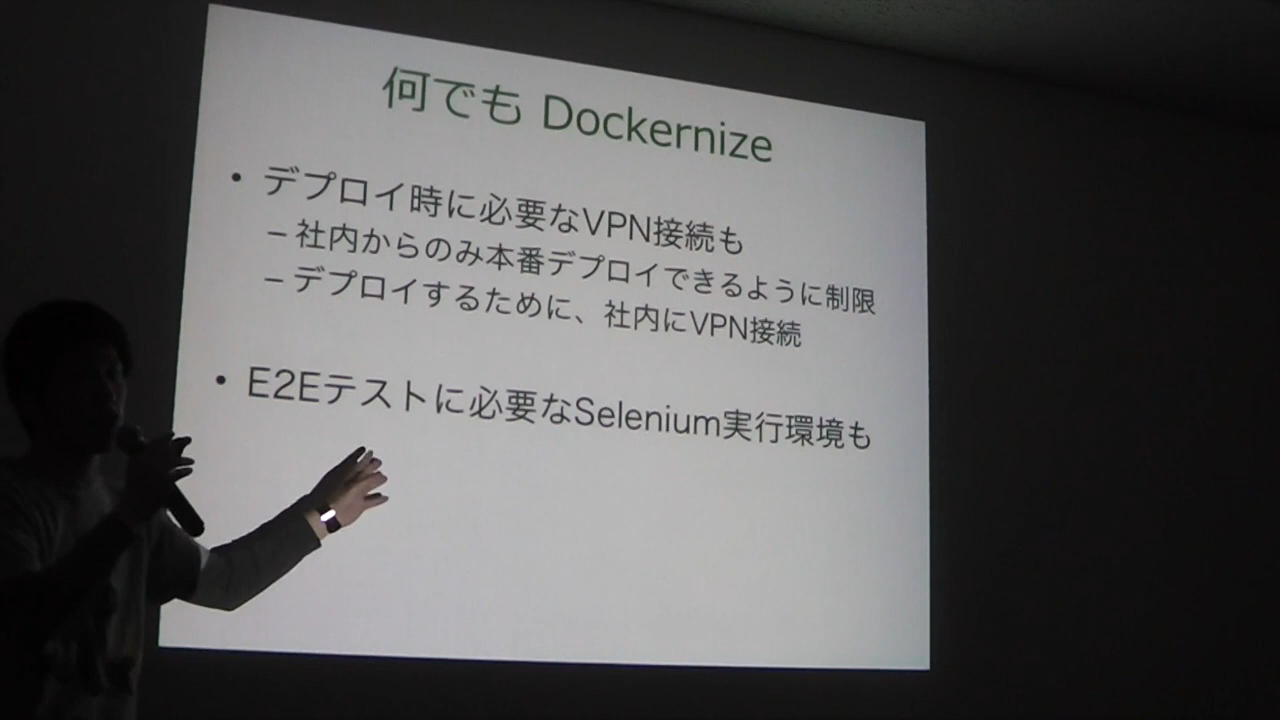 何でも Dockernize
• デプロイ時に必要なVPN接続も
– 社内からのみ本番デプロイできるように制限
– デプロイするために、社内にVPN接続
• E2Eテストに必要なSelenium実行環境も